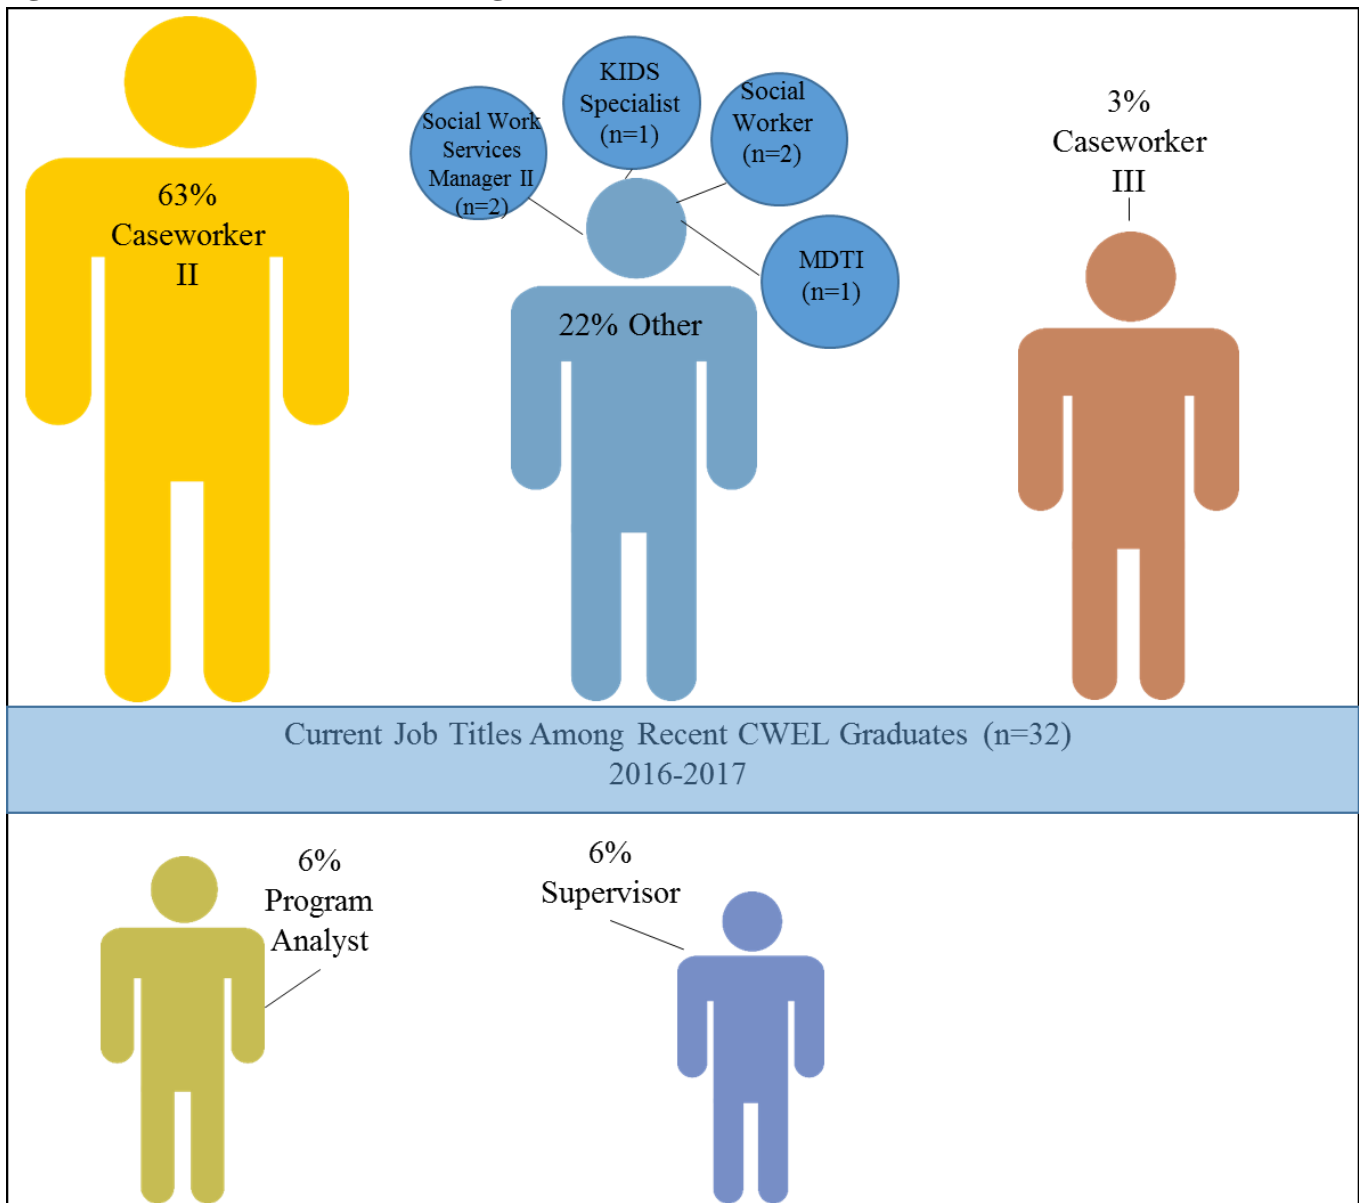 63%
Caseworker
II
Social Work
Services
Manager II
(n=2)
KIDS
Specialist
(n=1)
Social
Worker
(n=2)
MDTI
(n=1)
22% Other
3%
Caseworker
III
Current Job Titles Among Recent CWEL Graduates (n=32)
2016-2017
6%
Program
Analyst
6%
Supervisor